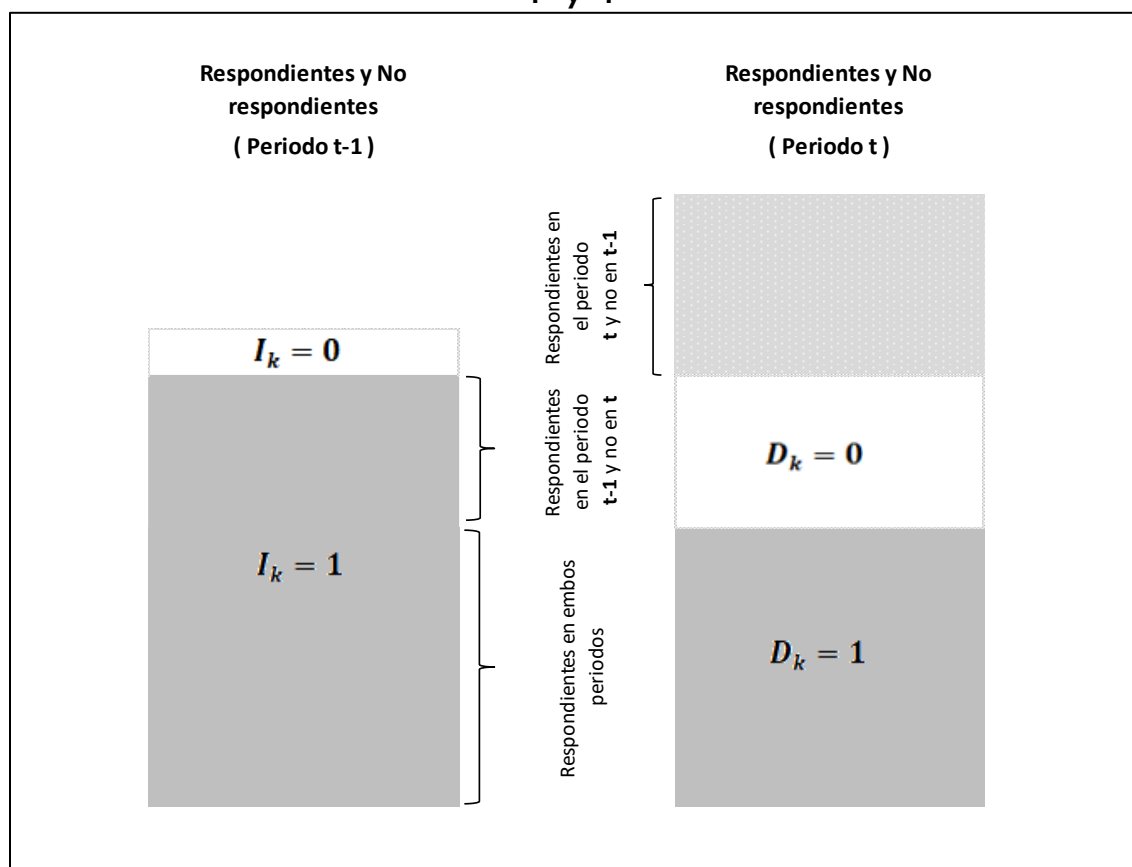 Respondientes y No
respondientes
( Periodo t-1 )
Respondientes y No
respondientes
( Periodo t )
Respondientes en
el periodo
t y no en t-1
I_k = 0
Respondientes
en el periodo
t-1 y no en t
D_k = 0
I_k = 1
Respondientes en embos
periodos
D_k = 1